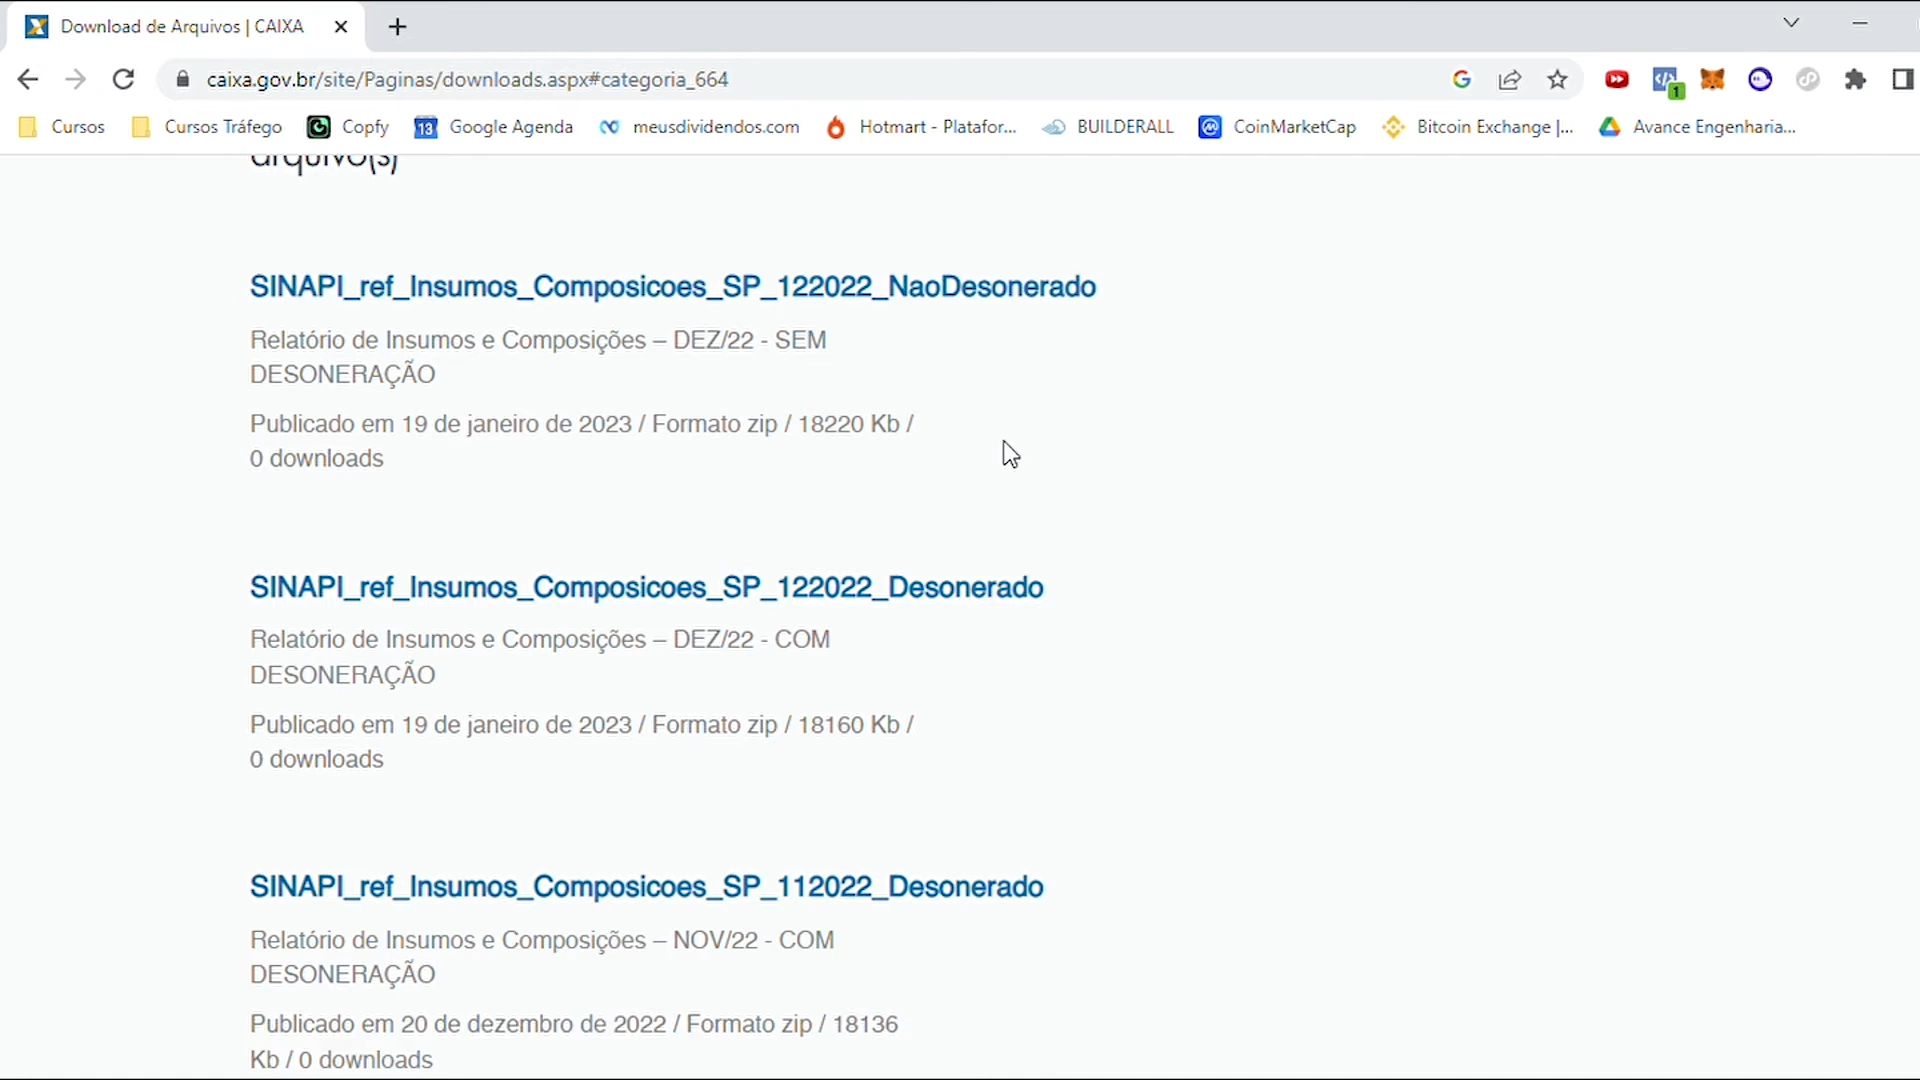 Download de Arquivos | CAIXA
caixa.gov.br/site/Paginas/downloads.aspx#categoria_664
1
Cursos
Cursos Tráfego
Copfy
13
Google Agenda
meusdividendos.com
Hotmart - Platafor...
BUILDERALL
CoinMarketCap
Bitcoin Exchange |...
Avance Engenharia...
arquivo(s)
SINAPI_ref_Insumos_Composicoes_SP_122022_NaoDesonerado
Relatório de Insumos e Composições – DEZ/22 - SEM
DESONERAÇÃO
Publicado em 19 de janeiro de 2023 / Formato zip / 18220 Kb /
0 downloads
SINAPI_ref_Insumos_Composicoes_SP_122022_Desonerado
Relatório de Insumos e Composições – DEZ/22 - COM
DESONERAÇÃO
Publicado em 19 de janeiro de 2023 / Formato zip / 18160 Kb /
0 downloads
SINAPI_ref_Insumos_Composicoes_SP_112022_Desonerado
Relatório de Insumos e Composições – NOV/22 - COM
DESONERAÇÃO
Publicado em 20 de dezembro de 2022 / Formato zip / 18136
Kb / 0 downloads